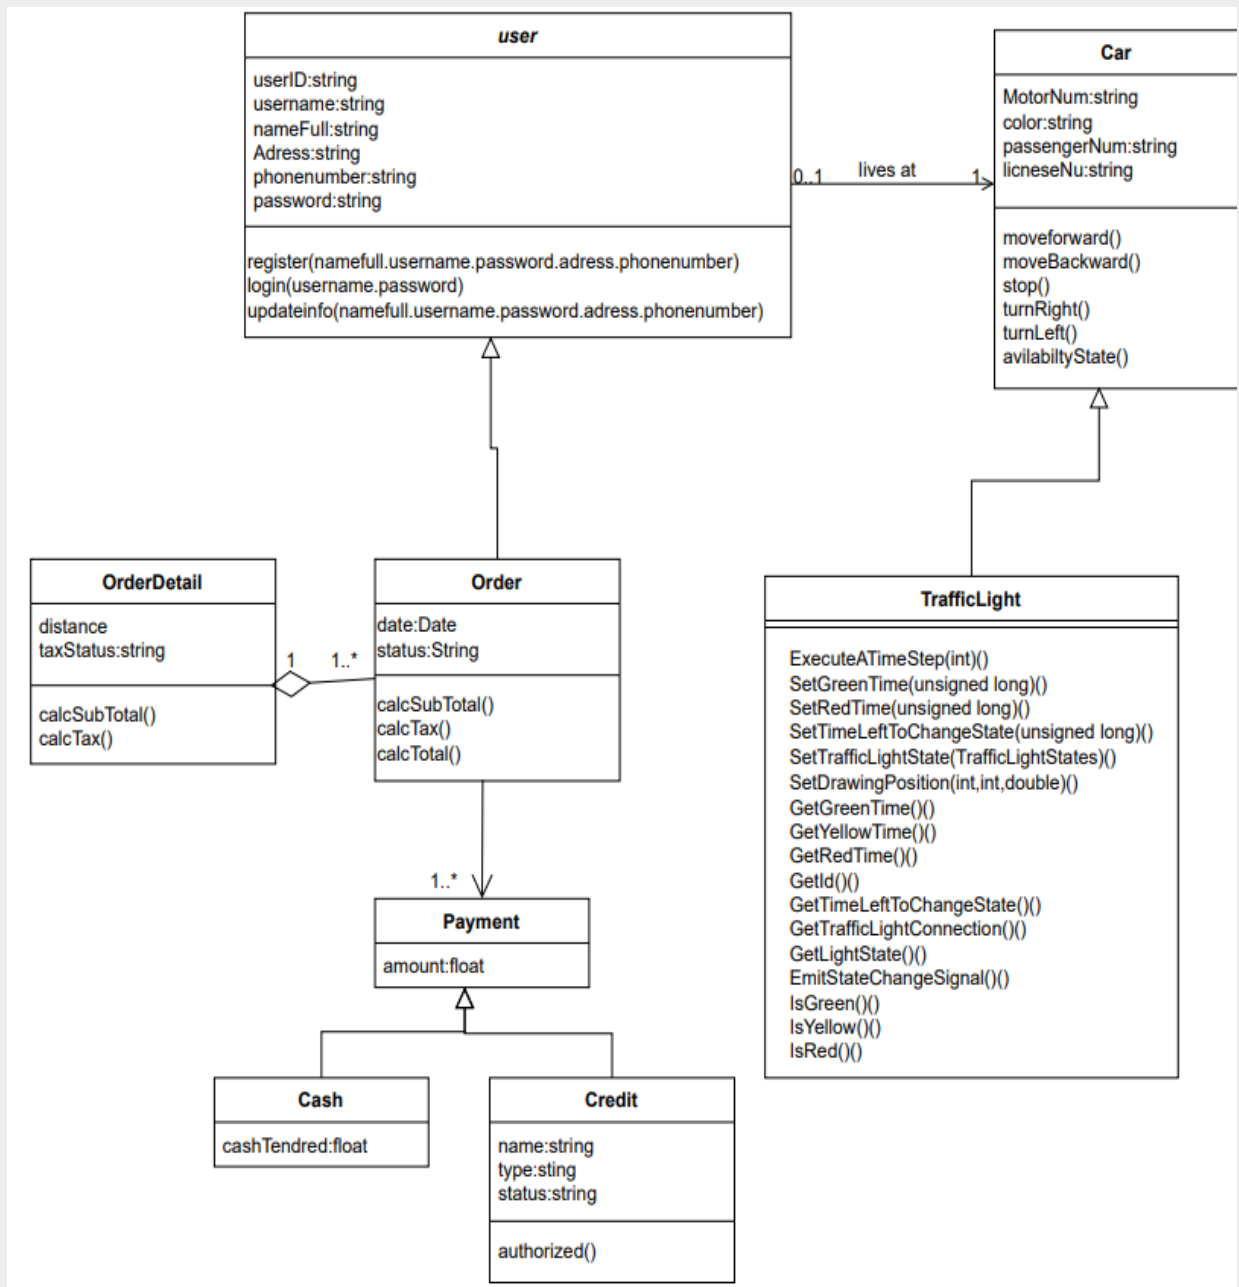 user
userID:string
username:string
nameFull:string
Adress:string
phonenumber:string
password:string
register(namefull.username.password.adress.phonenumber)
login(username.password)
updateinfo(namefull.username.password.adress.phonenumber)
0..1
lives at
1
Car
MotorNum:string
color:string
passengerNum:string
licneseNu:string
moveforward()
moveBackward()
stop()
turnRight()
turnLeft()
avilabiltyState()
OrderDetail
distance
taxStatus:string
calcSubTotal()
calcTax()
1
1..*
Order
date:Date
status:String
calcSubTotal()
calcTax()
calcTotal()
TrafficLight
ExecuteATimeStep(int)()
SetGreenTime(unsigned long)()
SetRedTime(unsigned long)()
SetTimeLeftToChangeState(unsigned long)()
SetTrafficLightState(TrafficLightStates)()
SetDrawingPosition(int,int,double)()
GetGreenTime()()
GetYellowTime()()
GetRedTime()()
GetId()()
GetTimeLeftToChangeState()()
GetTrafficLightConnection()()
GetLightState()()
EmitStateChangeSignal()()
IsGreen()()
IsYellow()()
IsRed()()
1..*
Payment
amount:float
Cash
cashTendred:float
Credit
name:string
type:sting
status:string
authorized()